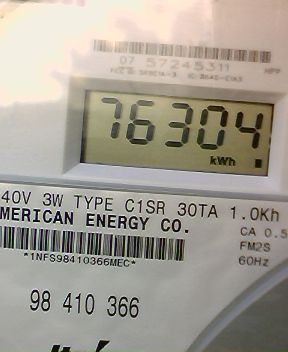 07 57245311
76304
kWh
40V 3W TYPE C1SR 30TA 1.0Kh
MERICAN ENERGY CO.
CA 0.5
FM2S
60Hz
*1NFS98410366MEC*
98 410 366